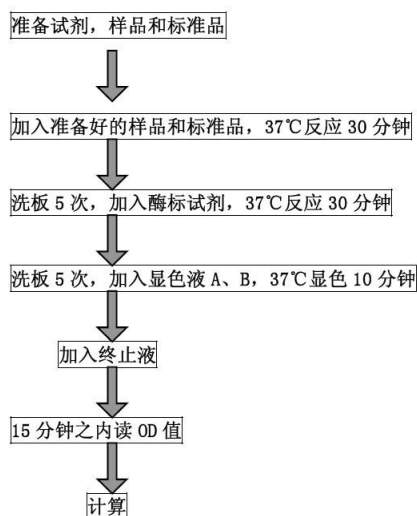 准备试剂，样品和标准品
加入准备好的样品和标准品，37℃反应 30 分钟
洗板 5 次，加入酶标试剂，37℃反应 30 分钟
洗板 5 次，加入显色液 A、B，37℃显色 10 分钟
加入终止液
15 分钟之内读 OD 值
计算